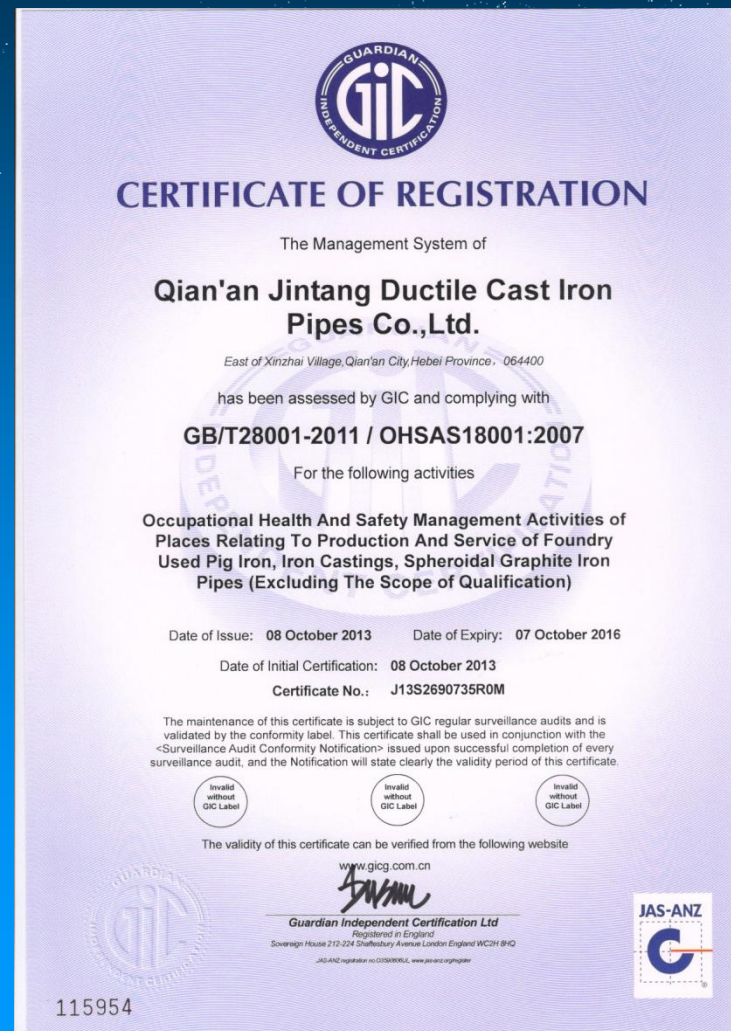 GUARDIAN
GIC
INDEPENDENT CERTIFICATION
CERTIFICATE OF REGISTRATION
The Management System of
Qian'an Jintang Ductile Cast Iron
Pipes Co.,Ltd.
East of Xinzhai Village,Qian'an City,Hebei Province, 064400
has been assessed by GIC and complying with
GB/T28001-2011 / OHSAS18001:2007
For the following activities
Occupational Health And Safety Management Activities of
Places Relating To Production And Service of Foundry
Used Pig Iron, Iron Castings, Spheroidal Graphite Iron
Pipes (Excluding The Scope of Qualification)
Date of Issue: 08 October 2013 Date of Expiry: 07 October 2016
Date of Initial Certification: 08 October 2013
Certificate No.: J13S2690735R0M
The maintenance of this certificate is subject to GIC regular surveillance audits and is
validated by the conformity label. This certificate shall be used in conjunction with the
<Surveillance Audit Conformity Notification> issued upon successful completion of every
surveillance audit, and the Notification will state clearly the validity period of this certificate.
Invalid
without
GIC Label
Invalid
without
GIC Label
Invalid
without
GIC Label
The validity of this certificate can be verified from the following website
www.gicg.com.cn
Guardian Independent Certification Ltd
Registered in England
Sovereign House 212-224 Shaftesbury Avenue London England WC2H 8HQ
JAS-ANZ
115954